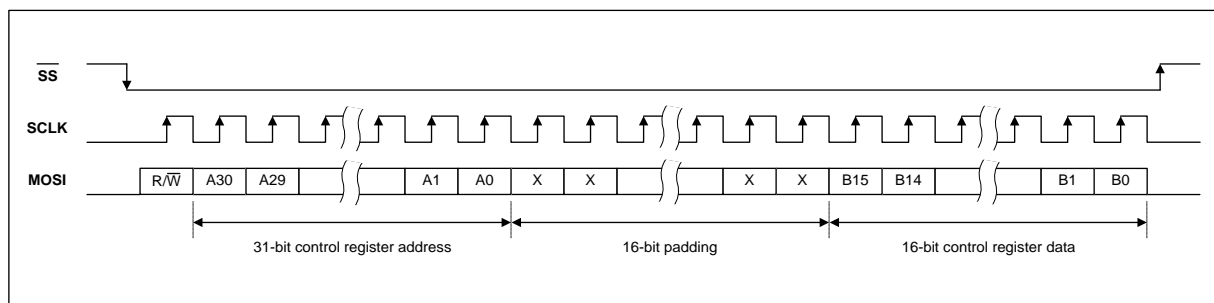 SS
SCLK
MOSI R/W A30 A29 A1 A0 X X X X B15 B14 B1 B0
31-bit control register address 16-bit padding 16-bit control register data